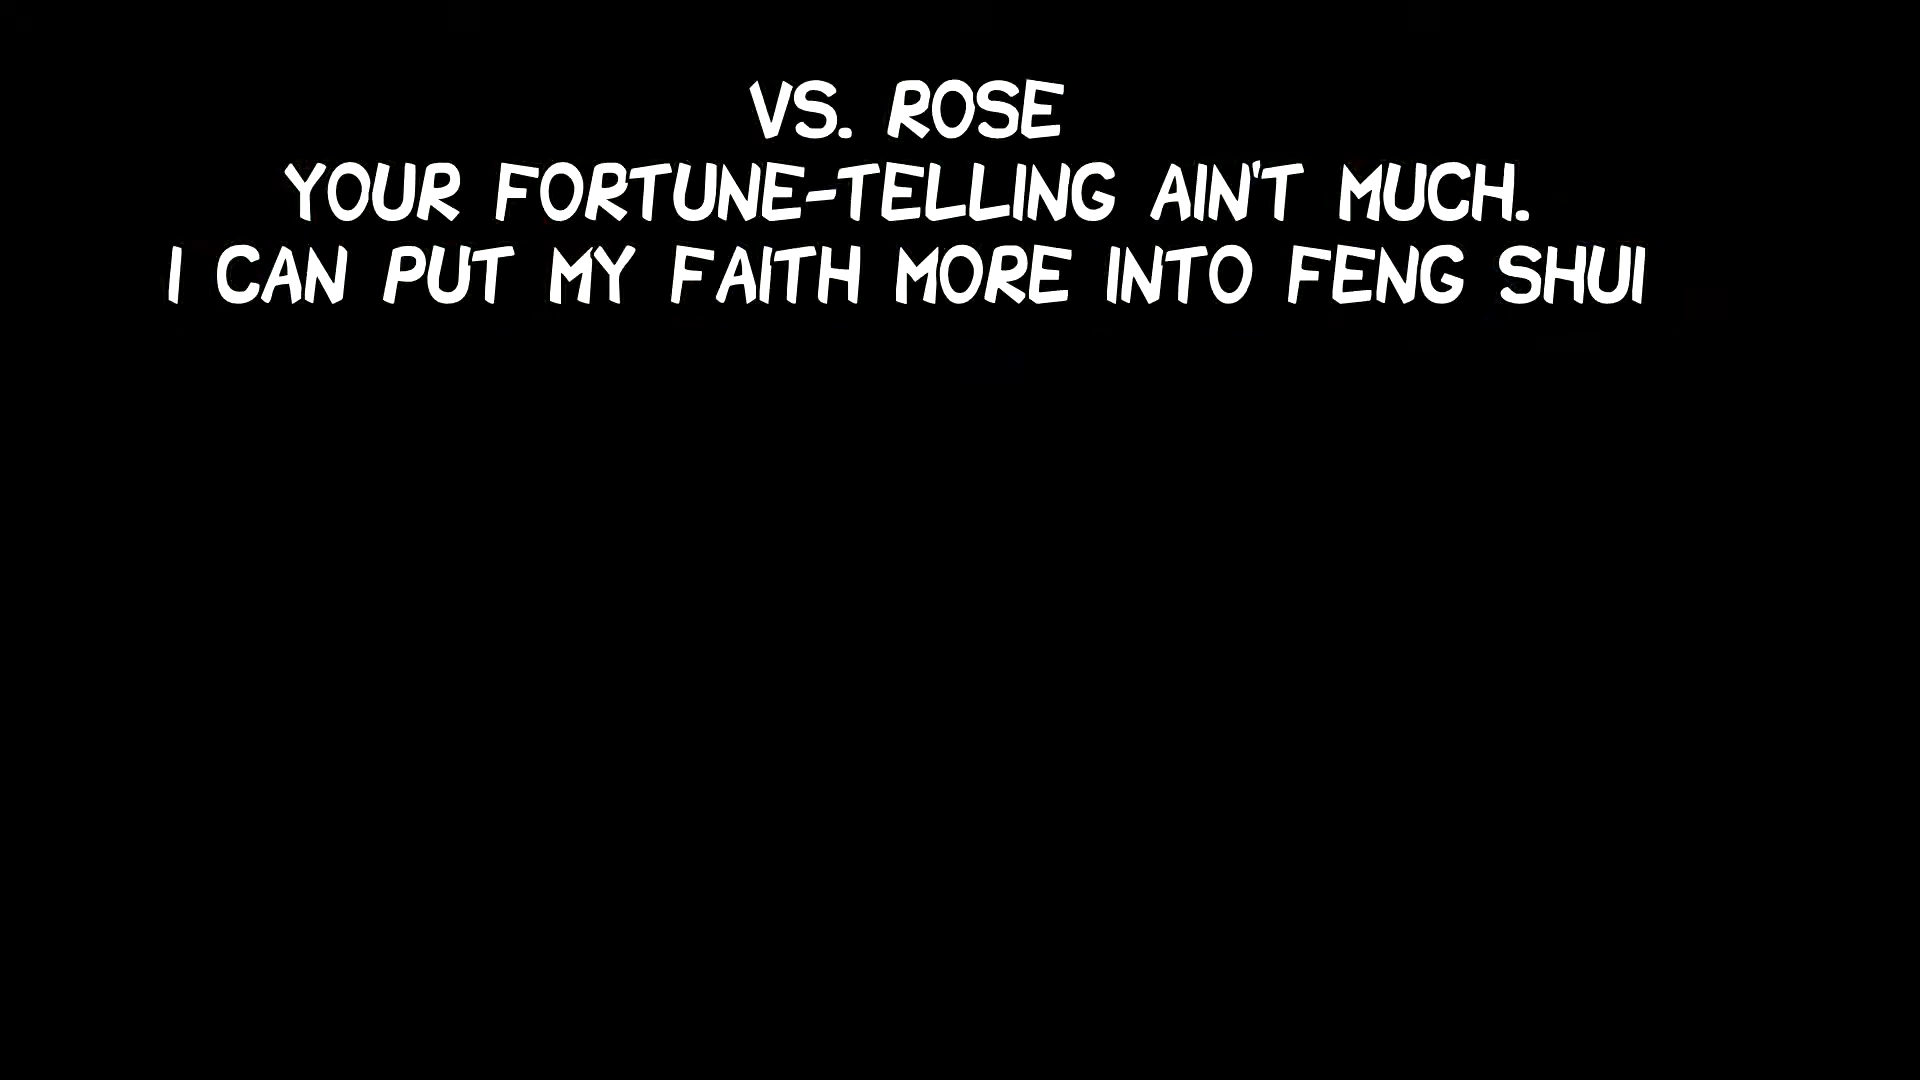 VS. ROSE
YOUR FORTUNE-TELLING AIN'T MUCH.
I CAN PUT MY FAITH MORE INTO FENG SHUI